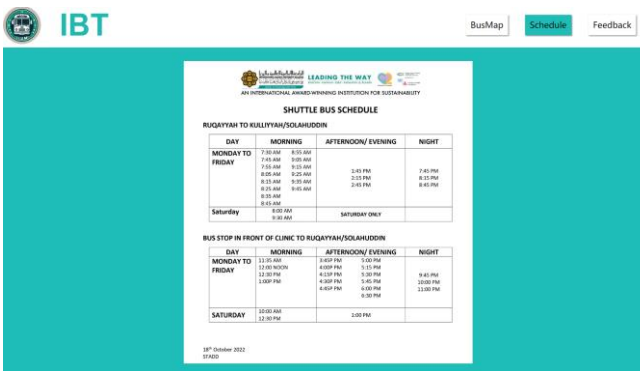 IBT
BusMap
Schedule
Feedback
LEADING THE WAY
AN INTERNATIONAL AWARD-WINNING INSTITUTION FOR SUSTAINABILITY
SHUTTLE BUS SCHEDULE
RUQAYYAH TO KULLIYYAH/SOLAHUDDIN
DAY MORNING AFTERNOON/ EVENING NIGHT
MONDAY TO FRIDAY
7:30 AM 8:55 AM
7:45 AM 9:05 AM
7:55 AM 9:15 AM
8:05 AM 9:25 AM
8:15 AM 9:35 AM
8:25 AM 9:45 AM
8:35 AM
8:45 AM
2:15 PM
2:45 PM
7:45 PM
8:15 PM
8:45 PM
Saturday
8:00 AM
9:30 AM
SATURDAY ONLY
BUS STOP IN FRONT OF CLINIC TO RUQAYYAH/SOLAHUDDIN
DAY MORNING AFTERNOON/ EVENING NIGHT
MONDAY TO FRIDAY
11:35 AM
12:00 NOON
12:30 PM
1:00P PM
3:45P PM 5:00 PM
4:00P PM 5:15 PM
4:15P PM 5:30 PM
4:30P PM 5:45 PM
4:45P PM 6:00 PM
6:30 PM
9:45 PM
10:00 PM
11:00 PM
SATURDAY
10:00 AM
12:30 PM
1:00 PM
18th October 2022
STADD